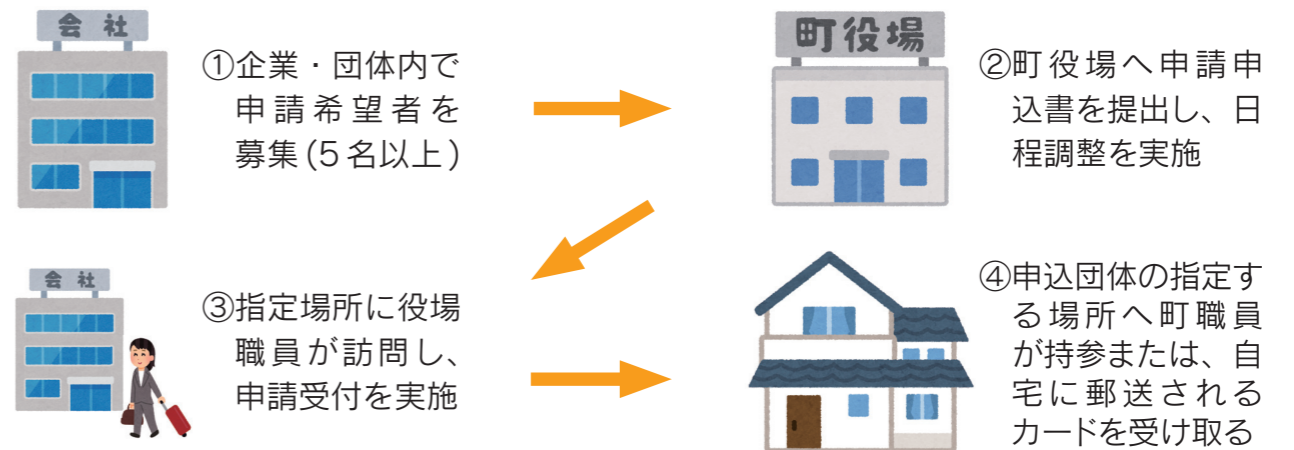 会社
①企業・団体内で
申請希望者を
募集(5名以上)
町役場
②町役場へ申請申
込書を提出し、日
程調整を実施
会社
③指定場所に役場
職員が訪問し、
申請受付を実施
④申込団体の指定す
る場所へ町職員
が持参または、自
宅に郵送される
カードを受け取る